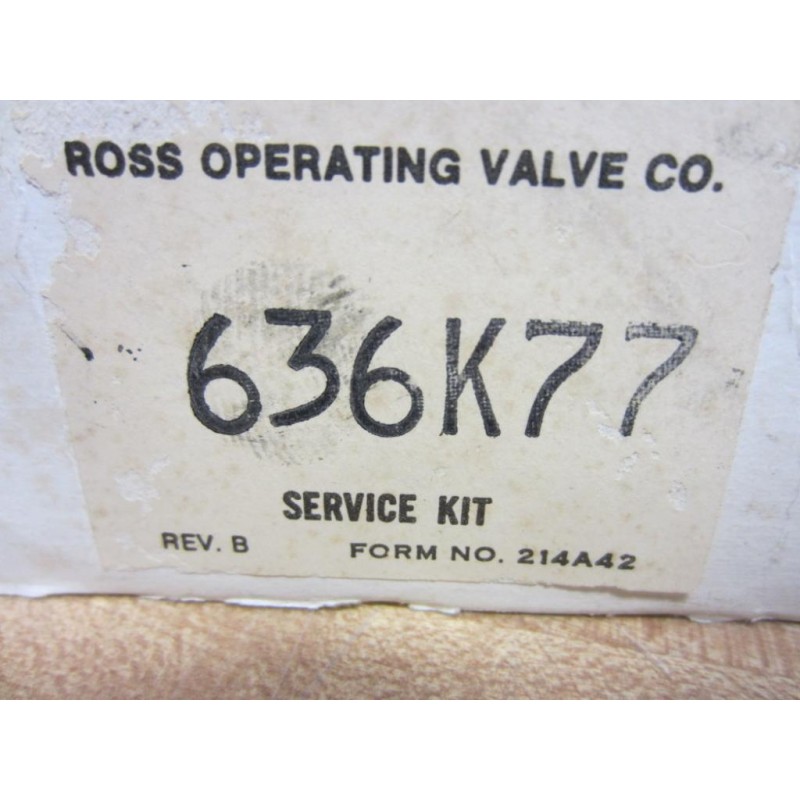 ROSS OPERATING VALVE CO.
636K77
SERVICE KIT
REV. B FORM NO. 214A42